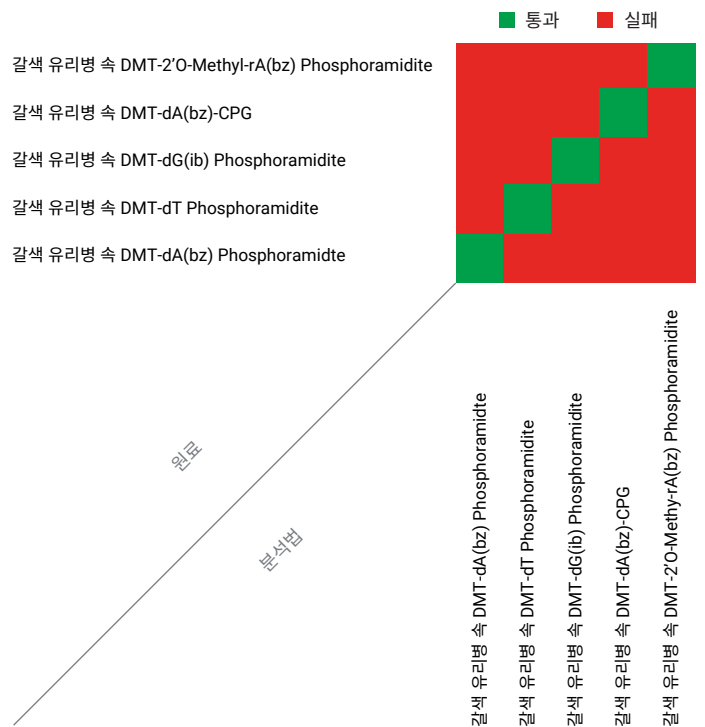 통과 실패
갈색 유리병 속 DMT-2’O-Methyl-rA(bz) Phosphoramidite
갈색 유리병 속 DMT-dA(bz)-CPG
갈색 유리병 속 DMT-dG(ib) Phosphoramidite
갈색 유리병 속 DMT-dT Phosphoramidite
갈색 유리병 속 DMT-dA(bz) Phosphoramidte
원료
분석법
갈색 유리병 속 DMT-dA(bz) Phosphoramidte
갈색 유리병 속 DMT-dT Phosphoramidite
갈색 유리병 속 DMT-dG(ib) Phosphoramidite
갈색 유리병 속 DMT-dA(bz)-CPG
갈색 유리병 속 DMT-2’O-Methy-rA(bz) Phosphoramidite